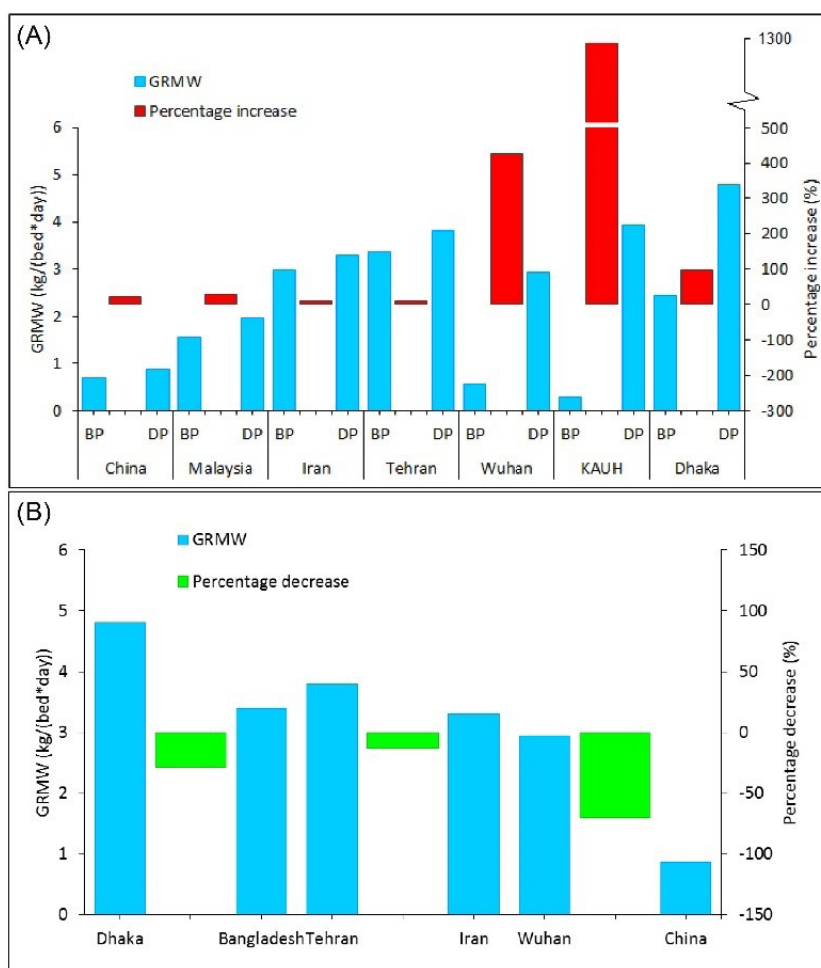 (A)
GRMW
Percentage increase
GRMW (kg/(bed*day))
6
5
4
3
2
1
0
1300
500
400
300
200
100
0
-100
-200
-300
Percentage increase (%)
BP DP BP DP BP DP BP DP BP DP BP DP BP DP
China Malaysia Iran Tehran Wuhan KAUH Dhaka
(B)
GRMW
Percentage decrease
GRMW (kg/(bed*day))
6
5
4
3
2
1
0
150
100
50
0
-50
-100
-150
Percentage decrease (%)
Dhaka Bangladesh Tehran Iran Wuhan China